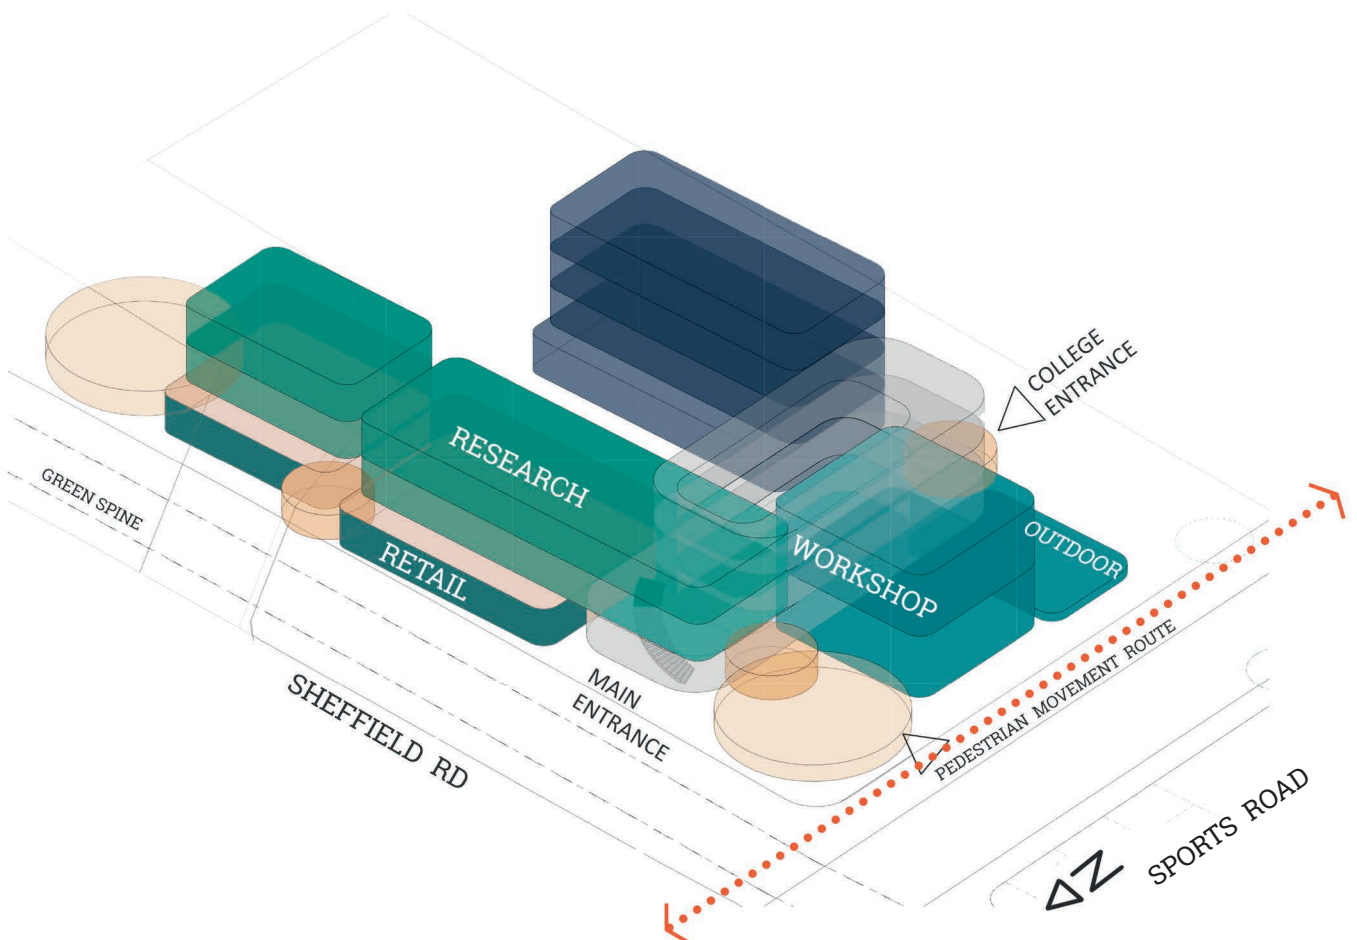 COLLEGE
ENTRANCE
RESEARCH
GREEN SPINE
RETAIL
WORKSHOP
OUTDOOR
MAIN
ENTRANCE
SHEFFIELD RD
PEDESTRIAN MOVEMENT ROUTE
SPORTS ROAD
N